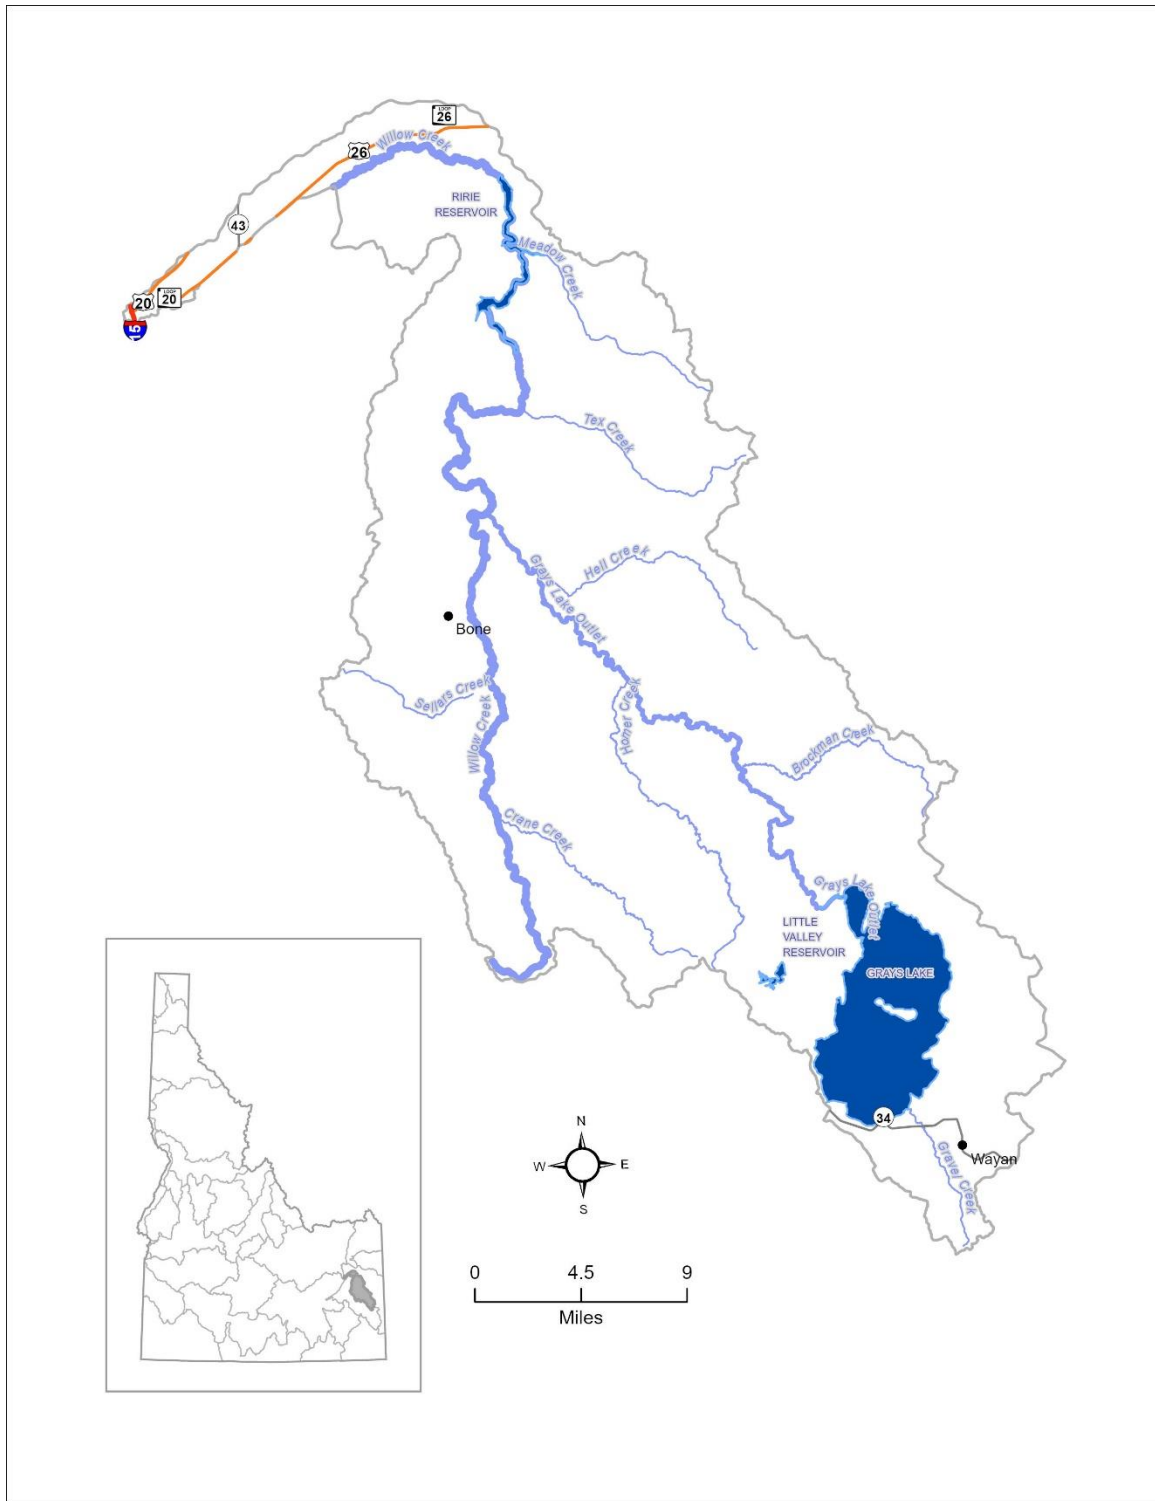 LOOP
26
Willow Creek
26
RIRIE
RESERVOIR
43
Meadow Creek
20
LOOP
20
15
Tex Creek
Hell Creek
Grays Lake Outlet
Bone
Sellars Creek
Willow Creek
Homer Creek
Brockman Creek
Crane Creek
Grays Lake Outlet
LITTLE
VALLEY
RESERVOIR
GRAYS LAKE
34
Wayan
Gravel Creek
N
W
E
S
0 4.5 9
Miles